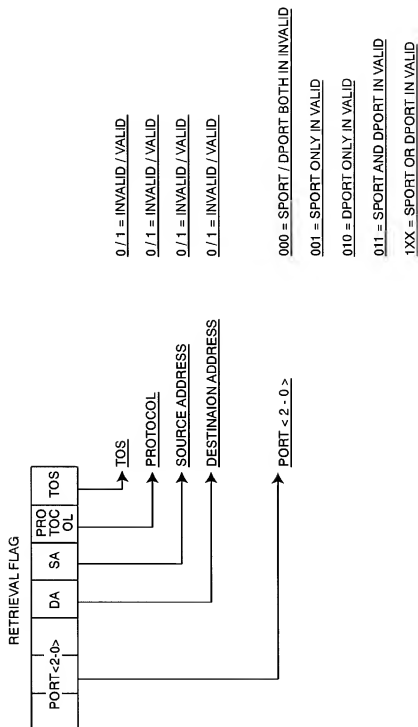 RETRIEVAL FLAG
PORT<2-0>
DA
SA
PRO
TOC
OL
TOS
TOS
0 / 1 = INVALID / VALID
PROTOCOL
0 / 1 = INVALID / VALID
SOURCE ADDRESS
0 / 1 = INVALID / VALID
DESTINAION ADDRESS
0 / 1 = INVALID / VALID
PORT < 2 - 0 >
000 = SPORT / DPORT BOTH IN INVALID
001 = SPORT ONLY IN VALID
010 = DPORT ONLY IN VALID
011 = SPORT AND DPORT IN VALID
1XX = SPORT OR DPORT IN VALID